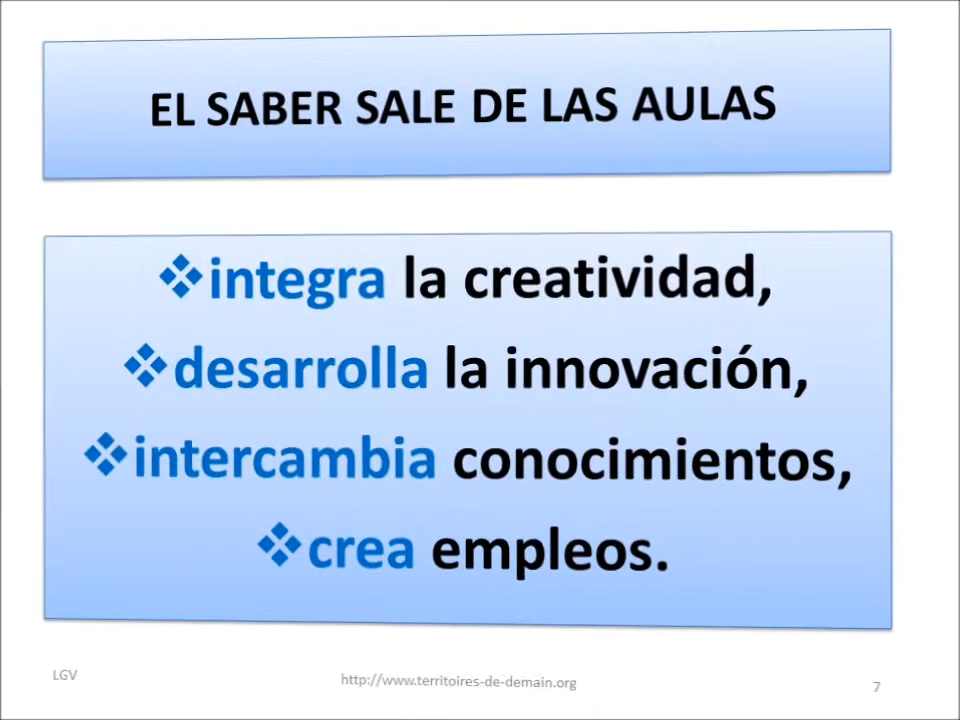 EL SABER SALE DE LAS AULAS
❖integra la creatividad,
❖desarrolla la innovación,
❖intercambia conocimientos,
❖crea empleos.
LGV
http://www.territoires-de-demain.org
7